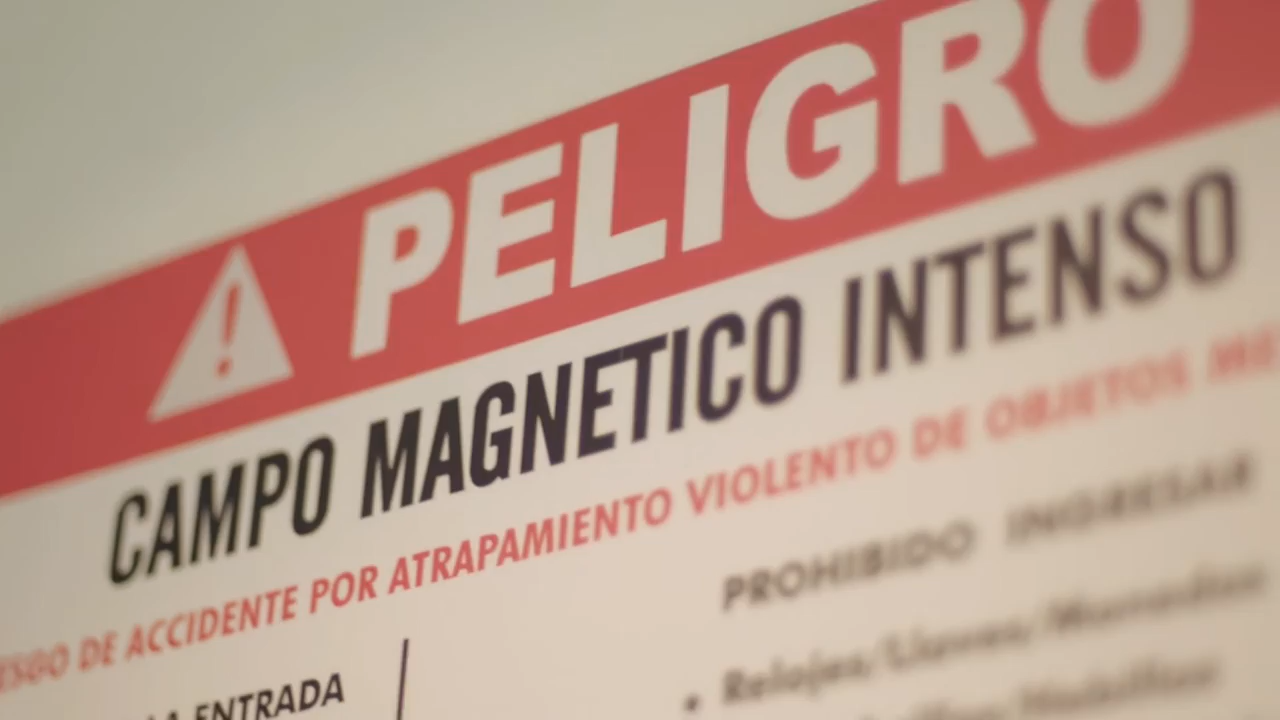 PELIGRO
CAMPO MAGNETICO INTENSO
ESGO DE ACCIDENTE POR ATRAPAMIENTO VIOLENTO DE OBJETOS ME
LA ENTRADA
PROHIBIDO INGRESAR
• Relojes/Llaves/Monedas